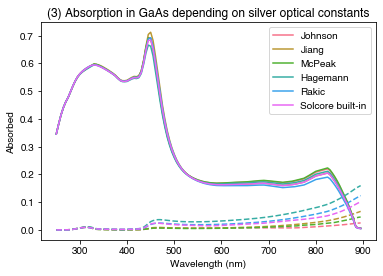 (3) Absorption in GaAs depending on silver optical constants
Johnson
Jiang
McPeak
Hagemann
Rakic
Solcore built-in
Absorbed
0.7
0.6
0.5
0.4
0.3
0.2
0.1
0.0
300 400 500 600 700 800 900
Wavelength (nm)